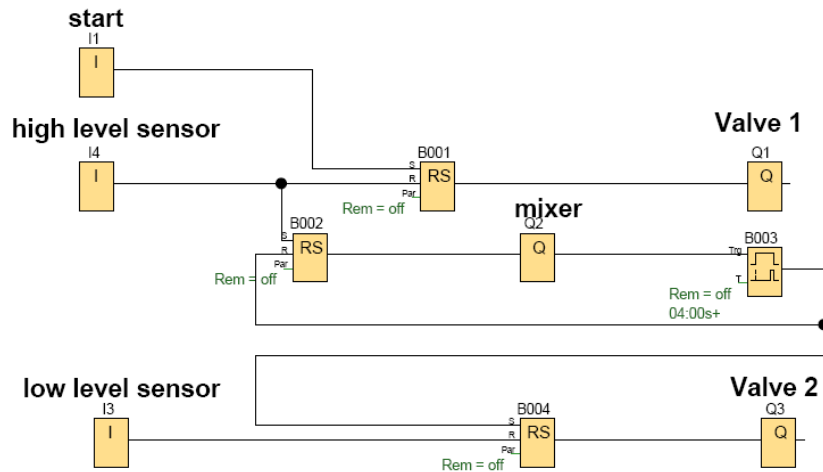 start
I1
I
high level sensor
I4
I
Valve 1
B001
S
R
Par
RS
Rem = off
Q1
Q
mixer
B002
S
R
Par
RS
Rem = off
Q2
Q
B003
Trg
T
Rem = off
04:00s+
low level sensor
I3
I
Valve 2
B004
S
R
Par
RS
Rem = off
Q3
Q